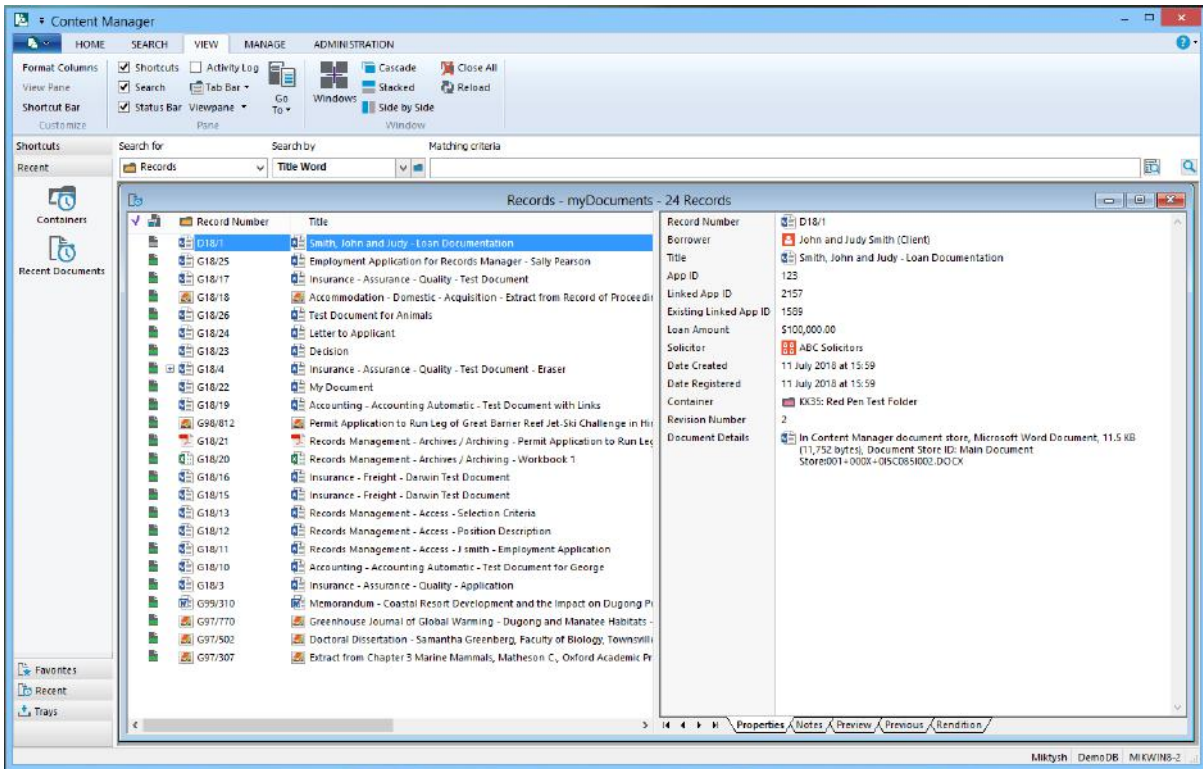 Content Manager
HOME SEARCH VIEW MANAGE ADMINISTRATION
Format Columns
View Pane
Shortcut Bar
Customize
Shortcuts Activity Log
Search Tab Bar
Status Bar Viewpane
Go To
Pane
Windows
Cascade
Stacked
Side by Side
Close All
Reload
Window
Shortcuts
Recent
Containers
Recent Documents
Favorites
Recent
Trays
Search for Search by Matching criteria
Records Title Word
Records - myDocuments - 24 Records
Record Number Title
D18/1 Smith, John and Judy - Loan Documentation
G18/25 Employment Application for Records Manager - Sally Pearson
G18/17 Insurance - Assurance - Quality - Test Document
G18/18 Accommodation - Domestic - Acquisition - Extract from Record of Proceedin
G18/26 Test Document for Animals
G18/24 Letter to Applicant
G18/23 Decision
G18/4 Insurance - Assurance - Quality - Test Document - Eraser
G18/22 My Document
G18/19 Accounting - Accounting Automatic - Test Document with Links
G98/812 Permit Application to Run Leg of Great Barrier Reef Jet-Ski Challenge in Hin
G18/21 Records Management - Archives / Archiving - Permit Application to Run Leg
G18/20 Records Management - Archives / Archiving - Workbook 1
G18/16 Insurance - Freight - Darwin Test Document
G18/15 Insurance - Freight - Darwin Test Document
G18/13 Records Management - Access - Selection Criteria
G18/12 Records Management - Access - Position Description
G18/11 Records Management - Access - J smith - Employment Application
G18/10 Accounting - Accounting Automatic - Test Document for George
G18/3 Insurance - Assurance - Quality - Application
G99/310 Memorandum - Coastal Resort Development and the Impact on Dugong P
G97/770 Greenhouse Journal of Global Warming - Dugong and Manatee Habitats -
G97/502 Doctoral Dissertation - Samantha Greenberg, Faculty of Biology, Townsvill
G97/307 Extract from Chapter 3 Marine Mammals, Matheson C., Oxford Academic Pr
Record Number D18/1
Borrower John and Judy Smith (Client)
Title Smith, John and Judy - Loan Documentation
App ID 123
Linked App ID 2157
Existing Linked App ID 1589
Loan Amount $100,000.00
Solicitor ABC Solicitors
Date Created 11 July 2018 at 15:59
Date Registered 11 July 2018 at 15:59
Container KK35: Red Pen Test Folder
Revision Number 2
Document Details In Content Manager document store, Microsoft Word Document, 11.5 KB
(11,752 bytes), Document Store ID: Main Document
Properties Notes Preview Previous Rendition
Miktysh DemoDB MIKWIN8-2